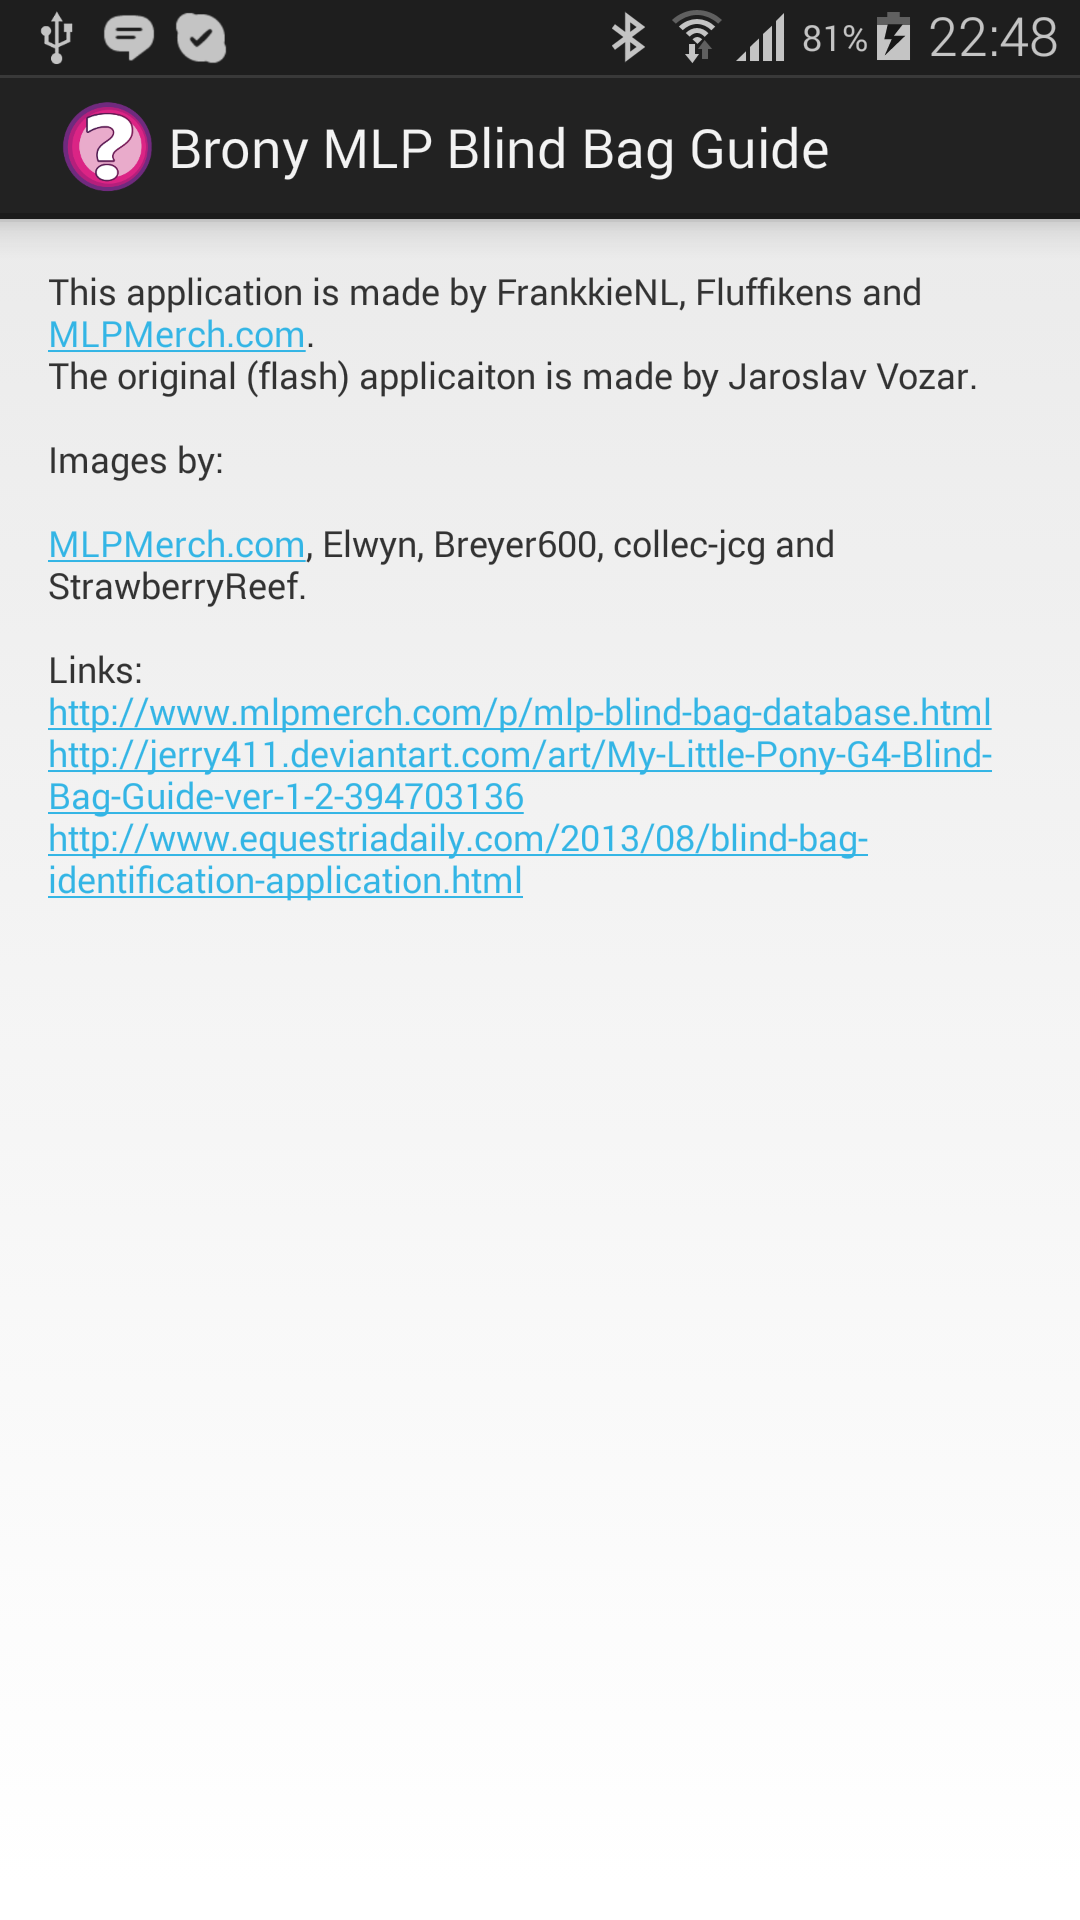 81% 22:48
Brony MLP Blind Bag Guide
This application is made by FrankkieNL, Fluffikens and
MLPMerch.com.
The original (flash) applicaiton is made by Jaroslav Vozar.
Images by:
MLPMerch.com, Elwyn, Breyer600, collec-jcg and
StrawberryReef.
Links:
http://www.mlpmerch.com/p/mlp-blind-bag-database.html
http://jerry411.deviantart.com/art/My-Little-Pony-G4-Blind-
Bag-Guide-ver-1-2-394703136
http://www.equestriadaily.com/2013/08/blind-bag-
identification-application.html